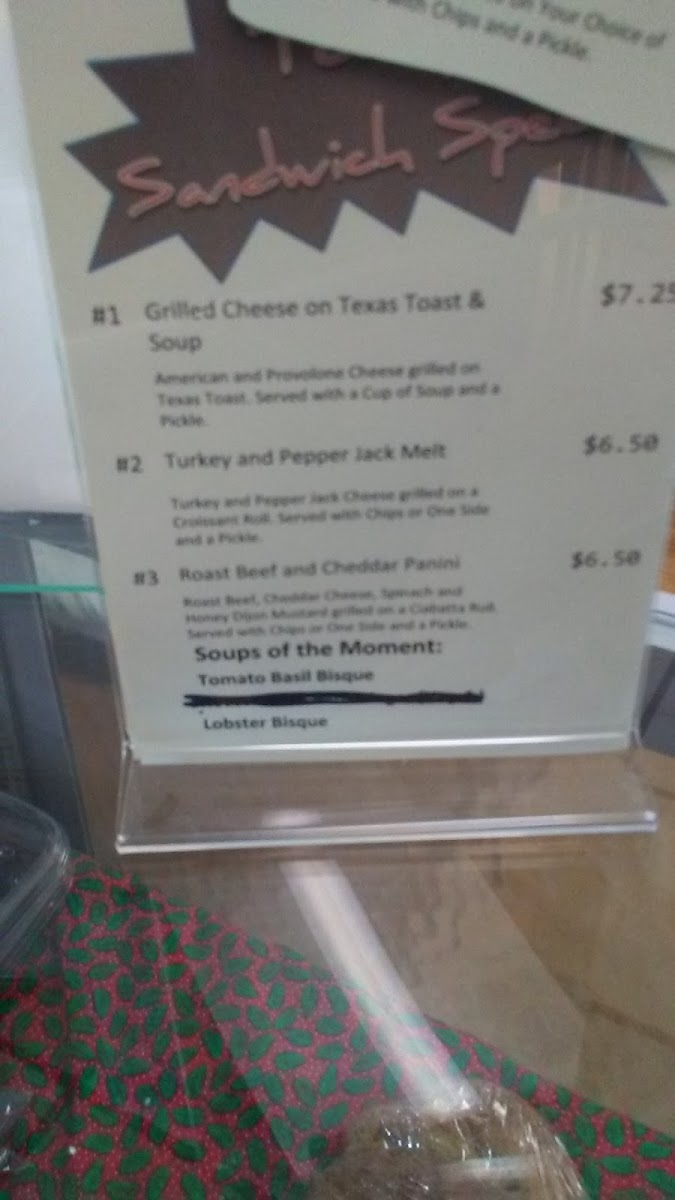 on Your Choice of
with Chips and a Pickle.
Sandwich
#1 Grilled Cheese on Texas Toast & $7.25
Soup
American and Provolone Cheese grilled on
Texas Toast. Served with a Cup of Soup and a
Pickle.
#2 Turkey and Pepper Jack Melt $6.50
Turkey and Pepper Jack Cheese grilled on a
Croissant Roll. Served with Chips or One Side
and a Pickle.
#3 Roast Beef and Cheddar Panini $6.50
Roast Beef, Cheddar Cheese, Spinach and
Honey Dijon Mustard grilled on a Ciabatta Roll.
Served with Chips or One Side and a Pickle.
Soups of the Moment:
Tomato Basil Bisque
Lobster Bisque